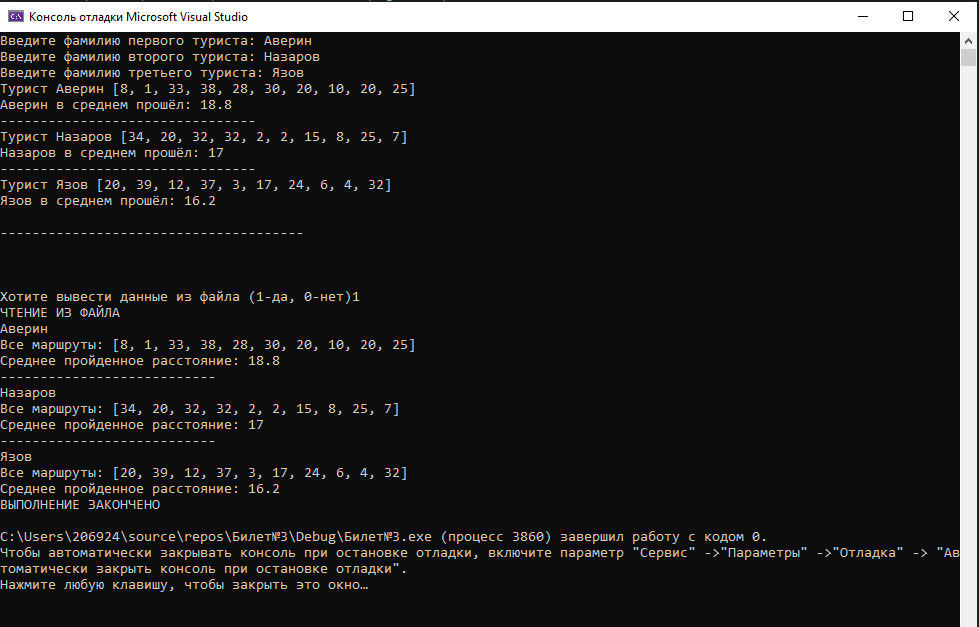 Консоль отладки Microsoft Visual Studio
Введите фамилию первого туриста: Аверин
Введите фамилию второго туриста: Назаров
Введите фамилию третьего туриста: Язов
Турист Аверин [8, 1, 33, 38, 28, 30, 20, 10, 20, 25]
Аверин в среднем прошёл: 18.8
--------------------------------
Турист Назаров [34, 20, 32, 32, 2, 2, 15, 8, 25, 7]
Назаров в среднем прошёл: 17
--------------------------------
Турист Язов [20, 39, 12, 37, 3, 17, 24, 6, 4, 32]
Язов в среднем прошёл: 16.2
--------------------------------------
Хотите вывести данные из файла (1-да, 0-нет)1
ЧТЕНИЕ ИЗ ФАЙЛА
Аверин
Все маршруты: [8, 1, 33, 38, 28, 30, 20, 10, 20, 25]
Среднее пройденное расстояние: 18.8
---------------------------
Назаров
Все маршруты: [34, 20, 32, 32, 2, 2, 15, 8, 25, 7]
Среднее пройденное расстояние: 17
---------------------------
Язов
Все маршруты: [20, 39, 12, 37, 3, 17, 24, 6, 4, 32]
Среднее пройденное расстояние: 16.2
ВЫПОЛНЕНИЕ ЗАКОНЧЕНО
C:\Users\206924\source\repos\Билет№3\Debug\Билет№3.exe (процесс 3860) завершил работу с кодом 0.
Чтобы автоматически закрывать консоль при остановке отладки, включите параметр "Сервис" ->"Параметры" ->"Отладка" -> "Ав
томатически закрыть консоль при остановке отладки".
Нажмите любую клавишу, чтобы закрыть это окно…